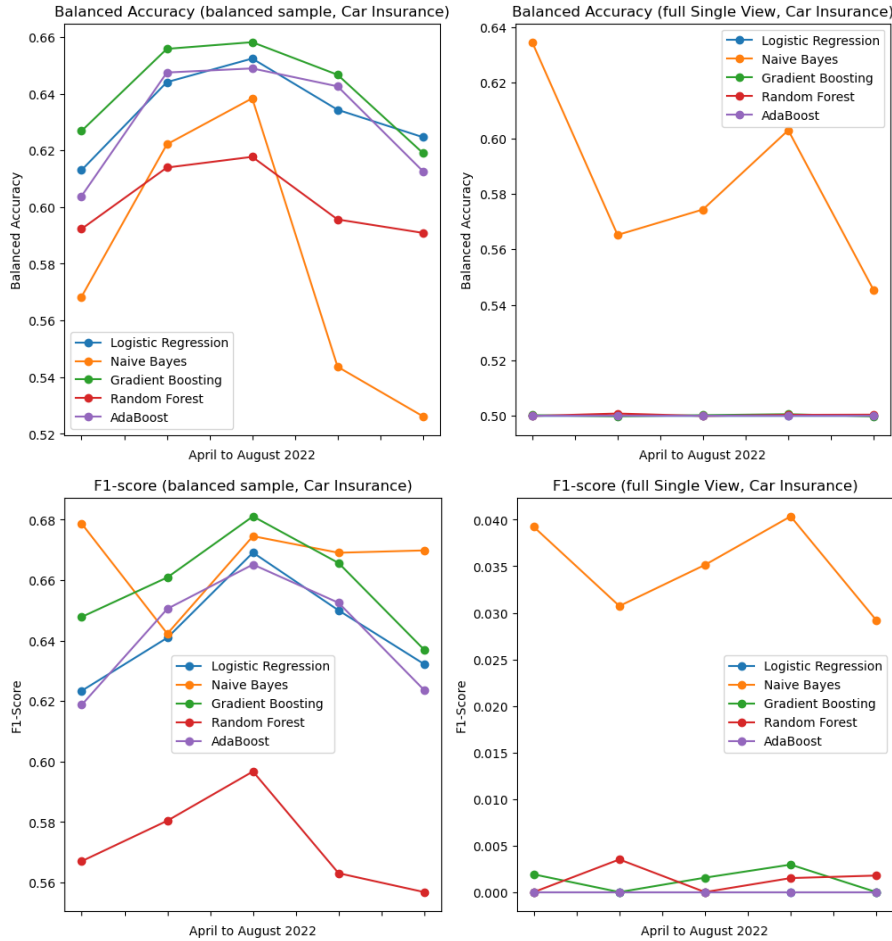 Balanced Accuracy (balanced sample, Car Insurance)
0.66
0.64
0.62
0.60
0.58
0.56
0.54
0.52
Balanced Accuracy
Logistic Regression
Naive Bayes
Gradient Boosting
Random Forest
AdaBoost
April to August 2022
Balanced Accuracy (full Single View, Car Insurance)
0.64
0.62
0.60
0.58
0.56
0.54
0.52
0.50
Balanced Accuracy
Logistic Regression
Naive Bayes
Gradient Boosting
Random Forest
AdaBoost
April to August 2022
F1-score (balanced sample, Car Insurance)
0.68
0.66
0.64
0.62
0.60
0.58
0.56
F1-Score
Logistic Regression
Naive Bayes
Gradient Boosting
Random Forest
AdaBoost
April to August 2022
F1-score (full Single View, Car Insurance)
0.040
0.035
0.030
0.025
0.020
0.015
0.010
0.005
0.000
F1-Score
Logistic Regression
Naive Bayes
Gradient Boosting
Random Forest
AdaBoost
April to August 2022